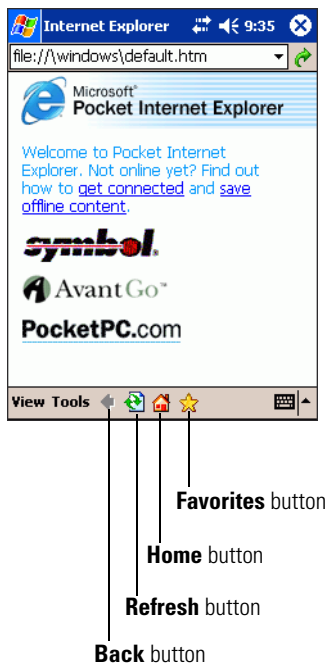 Internet Explorer 9:35
file://\windows\default.htm
Microsoft®
Pocket Internet Explorer
Welcome to Pocket Internet
Explorer. Not online yet? Find out
how to get connected and save
offline content.
symbol.
AvantGo™
PocketPC.com
View Tools
Favorites button
Home button
Refresh button
Back button